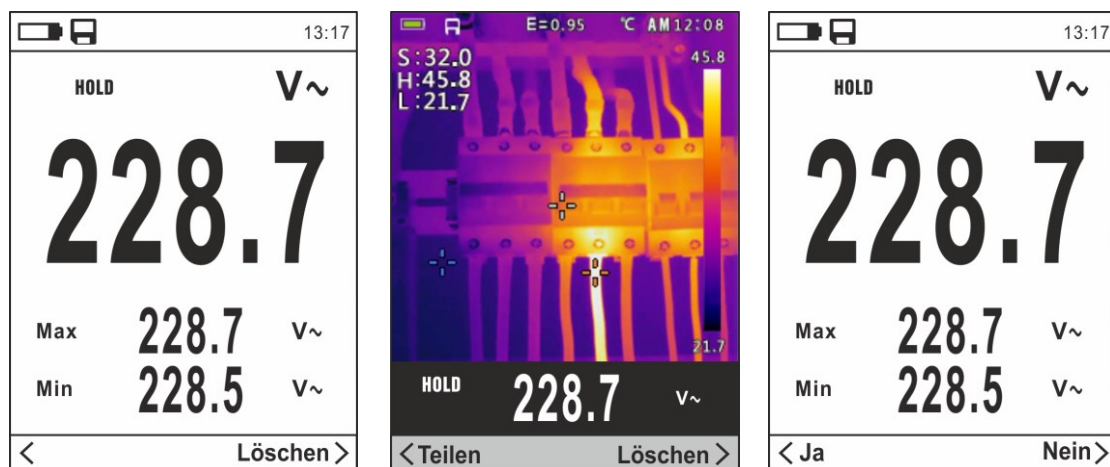 13:17
HOLD V~
228.7
Max 228.7 V~
Min 228.5 V~
< Löschen >
E=0.95 ℃ AM 12:08
S:32.0
H:45.8
L:21.7
45.8
21.7
HOLD 228.7 V~
<Teilen Löschen >
13:17
HOLD V~
228.7
Max 228.7 V~
Min 228.5 V~
< Ja Nein >